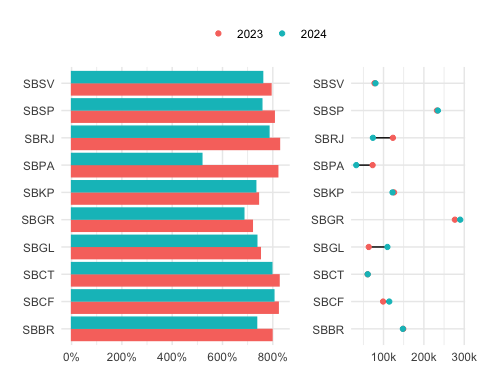 2023 2024
SBSV SBSV
SBSP SBSP
SBRJ SBRJ
SBPA SBPA
SBKP SBKP
SBGR SBGR
SBGL SBGL
SBCT SBCT
SBCF SBCF
SBBR SBBR
0% 200% 400% 600% 800% 100k 200k 300k